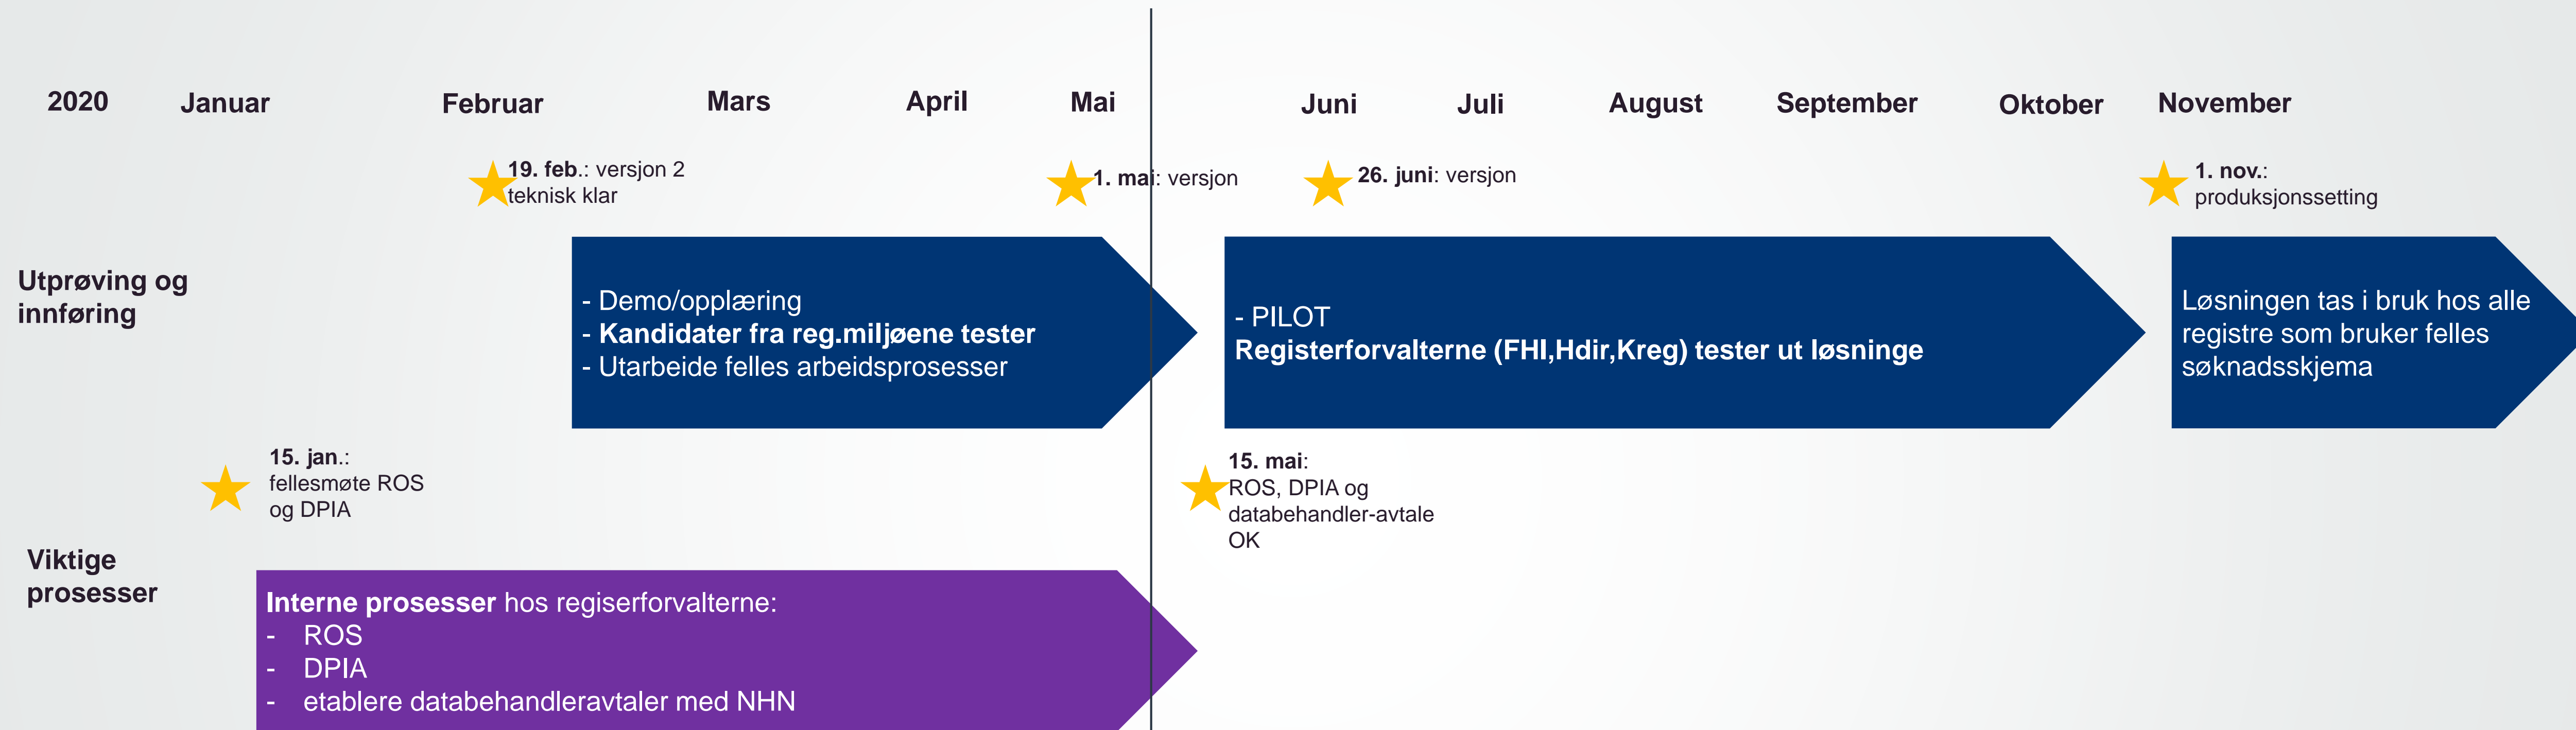 2020 Januar Februar Mars April Mai Juni Juli August September Oktober November
19. feb.: versjon 2
teknisk klar
1. mai: versjon
26. juni: versjon
1. nov.:
produksjonssetting
Utprøving og
innføring
- Demo/opplæring
- Kandidater fra reg.miljøene tester
- Utarbeide felles arbeidsprosesser
- PILOT
Registerforvalterne (FHI,Hdir,Kreg) tester ut løsninge
Løsningen tas i bruk hos alle
registre som bruker felles
søknadsskjema
15. jan.:
fellesmøte ROS
og DPIA
15. mai:
ROS, DPIA og
databehandler-avtale
OK
Viktige
prosesser
Interne prosesser hos regiserforvalterne:
- ROS
- DPIA
- etablere databehandleravtaler med NHN